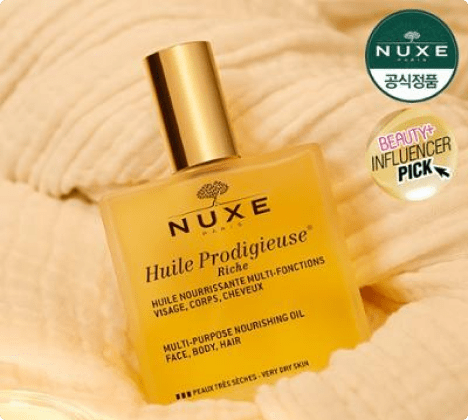 NUXE
PARIS
공식정품
BEAUTY+
INFLUENCER
PICK
NUXE
PARIS
Huile Prodigieuse®
Riche
HUILE NOURRISSANTE MULTI-FONCTIONS
VISAGE, CORPS, CHEVEUX
MULTI-PURPOSE NOURISHING OIL
FACE, BODY, HAIR
PEAUX TRÈS SÈCHES - VERY DRY SKIN